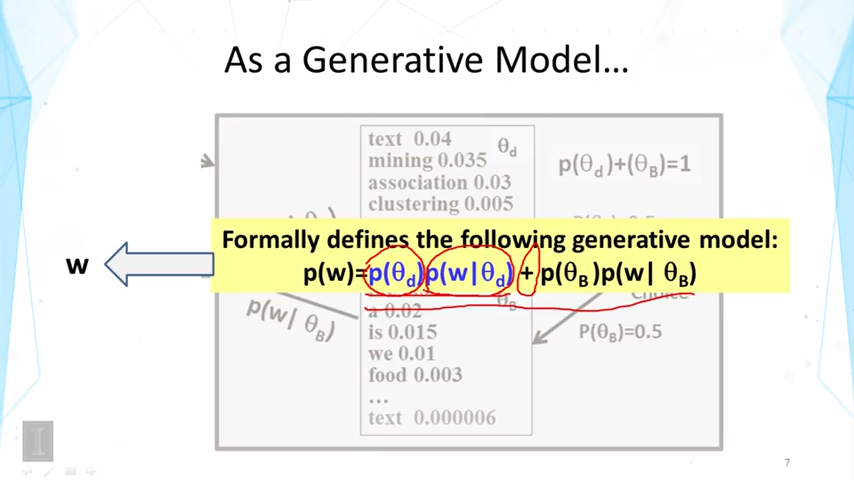 As a Generative Model…
text 0.04 θd
mining 0.035
association 0.03
clustering 0.005
p(θd)+(θB)=1
Formally defines the following generative model:
w
p(w)=p(θd)p(w|θd) + p(θB)p(w| θB)
a 0.02
is 0.015
we 0.01
food 0.003
…
text 0.000006
p(w| θB)
Choice
P(θB)=0.5
7